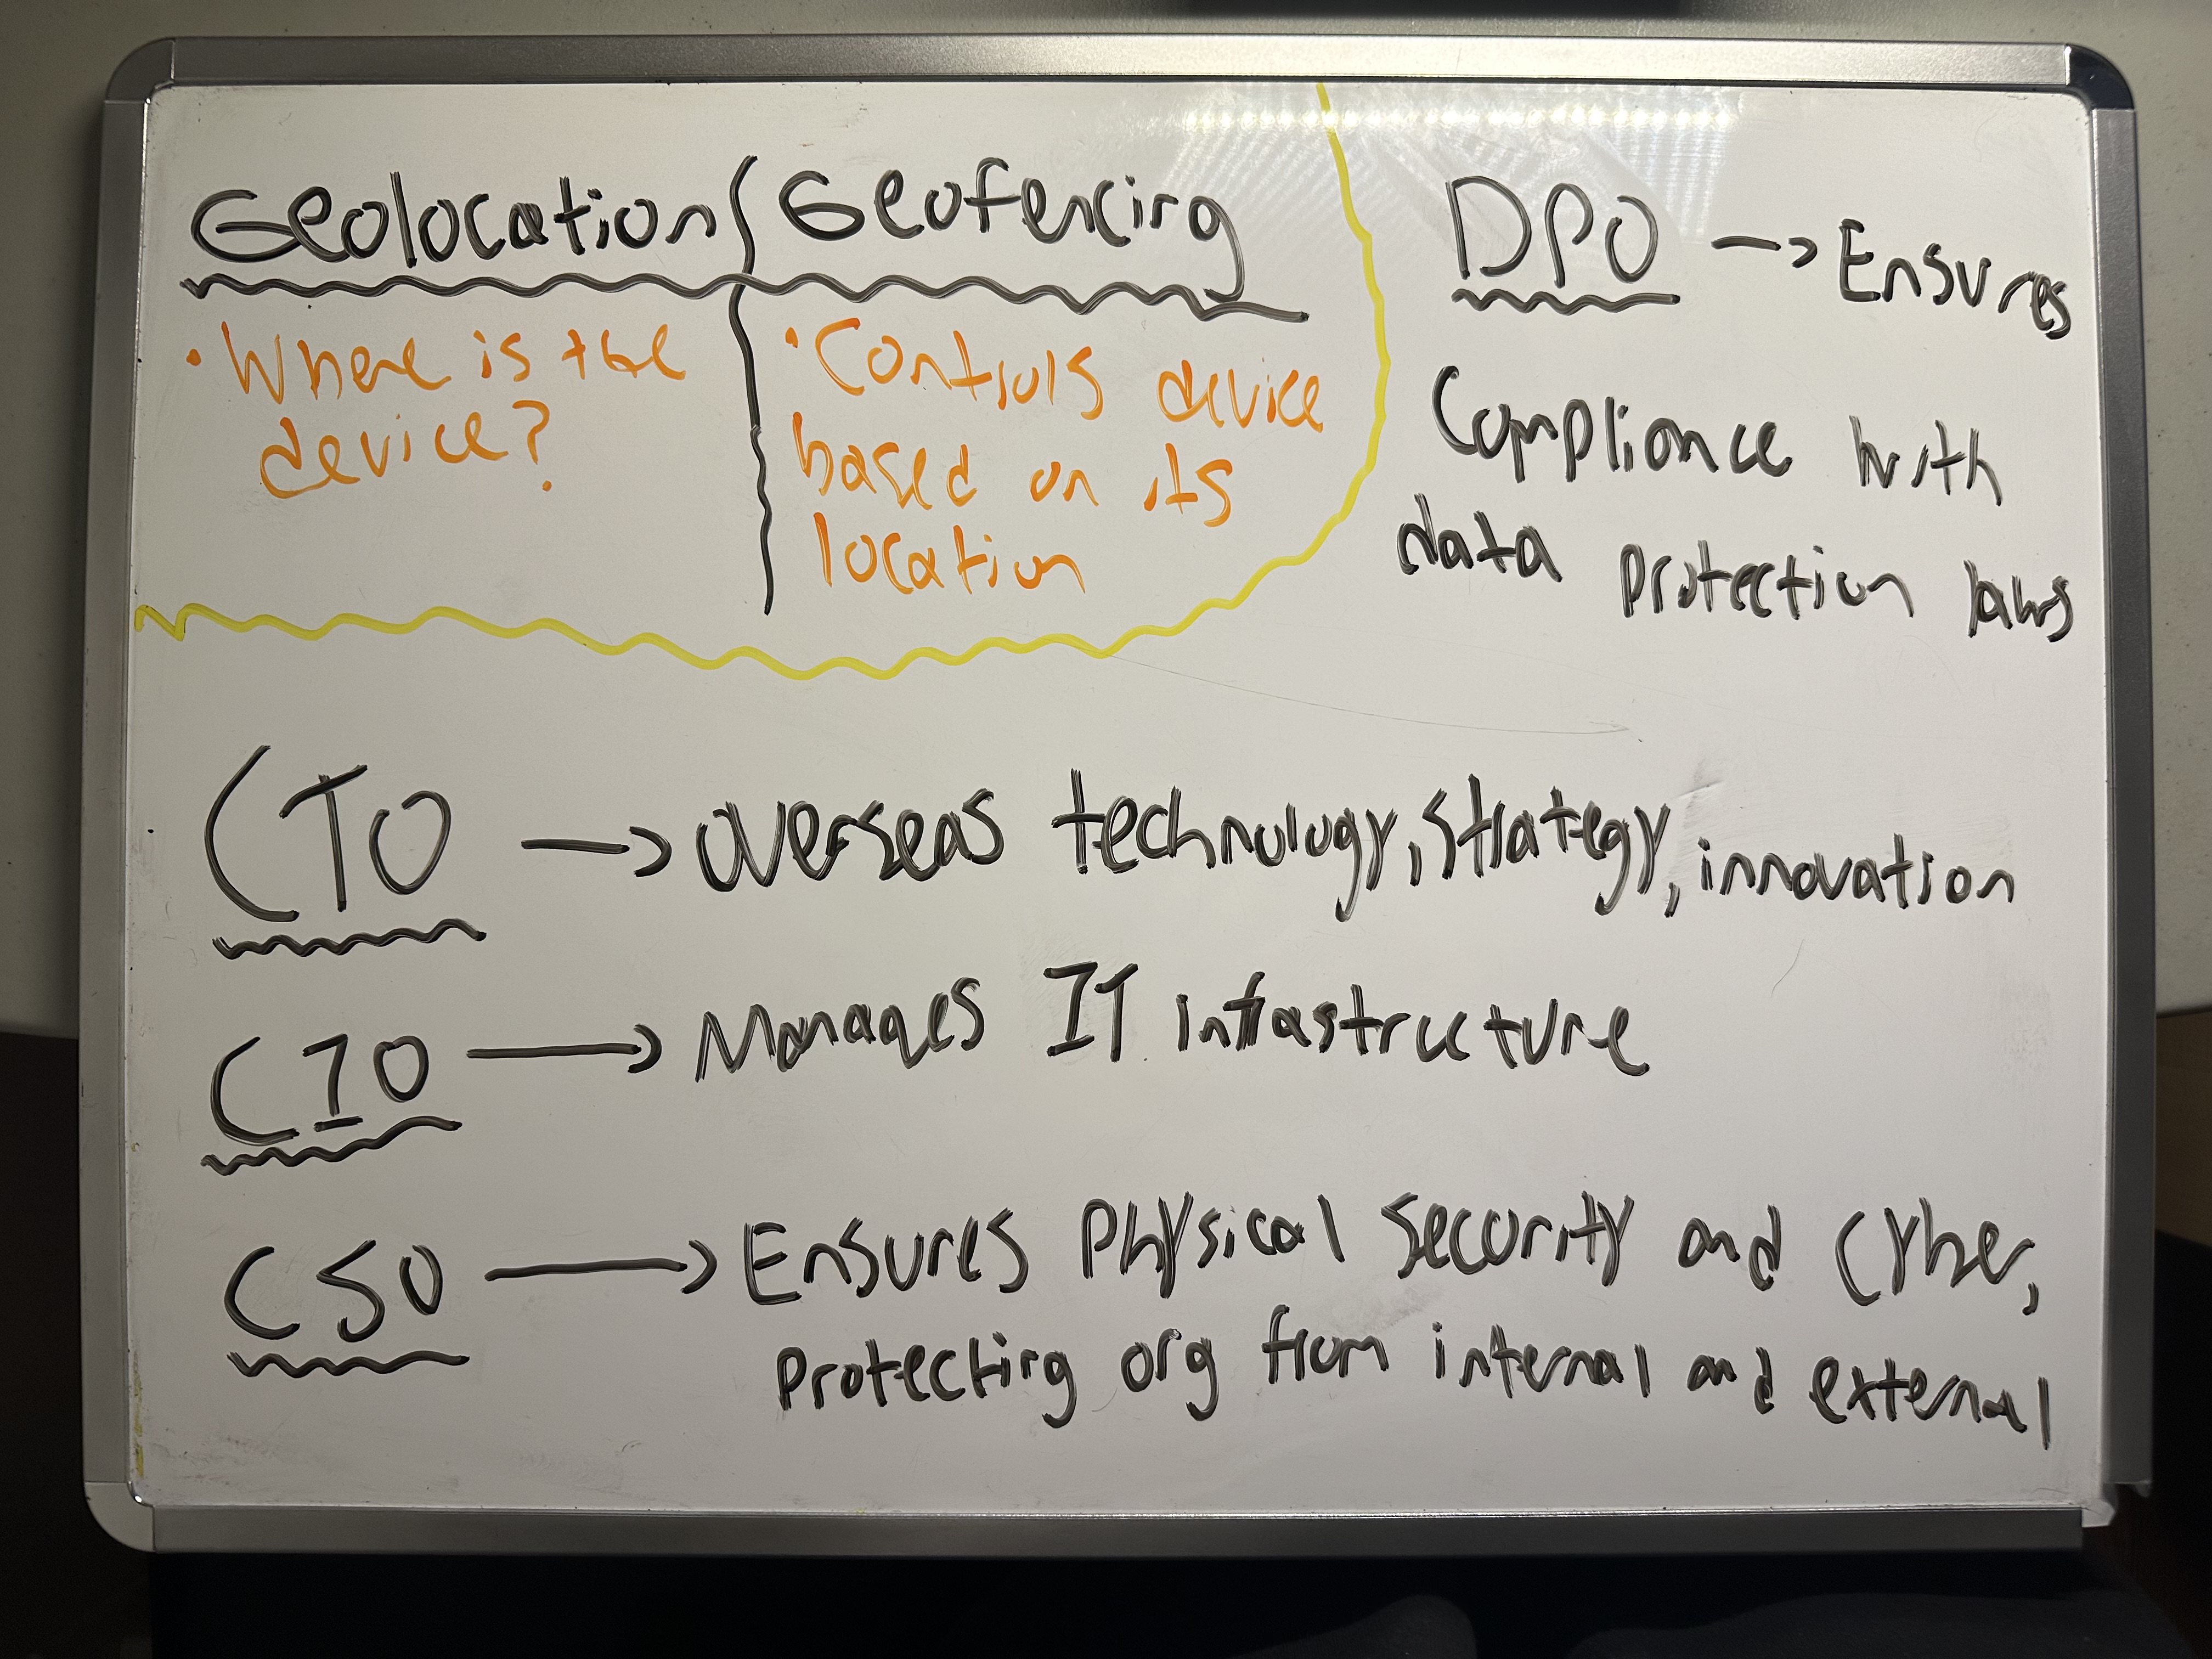 Geolocation
Geofencing
• Where is the
device?
• Controls device
based on its
location
DPO → Ensures
Compliance with
data protection laws
CTO → overseas technology, strategy, innovation
CIO → Manages IT infrastructure
CSO → Ensures physical security and cyber,
protecting org from internal and external